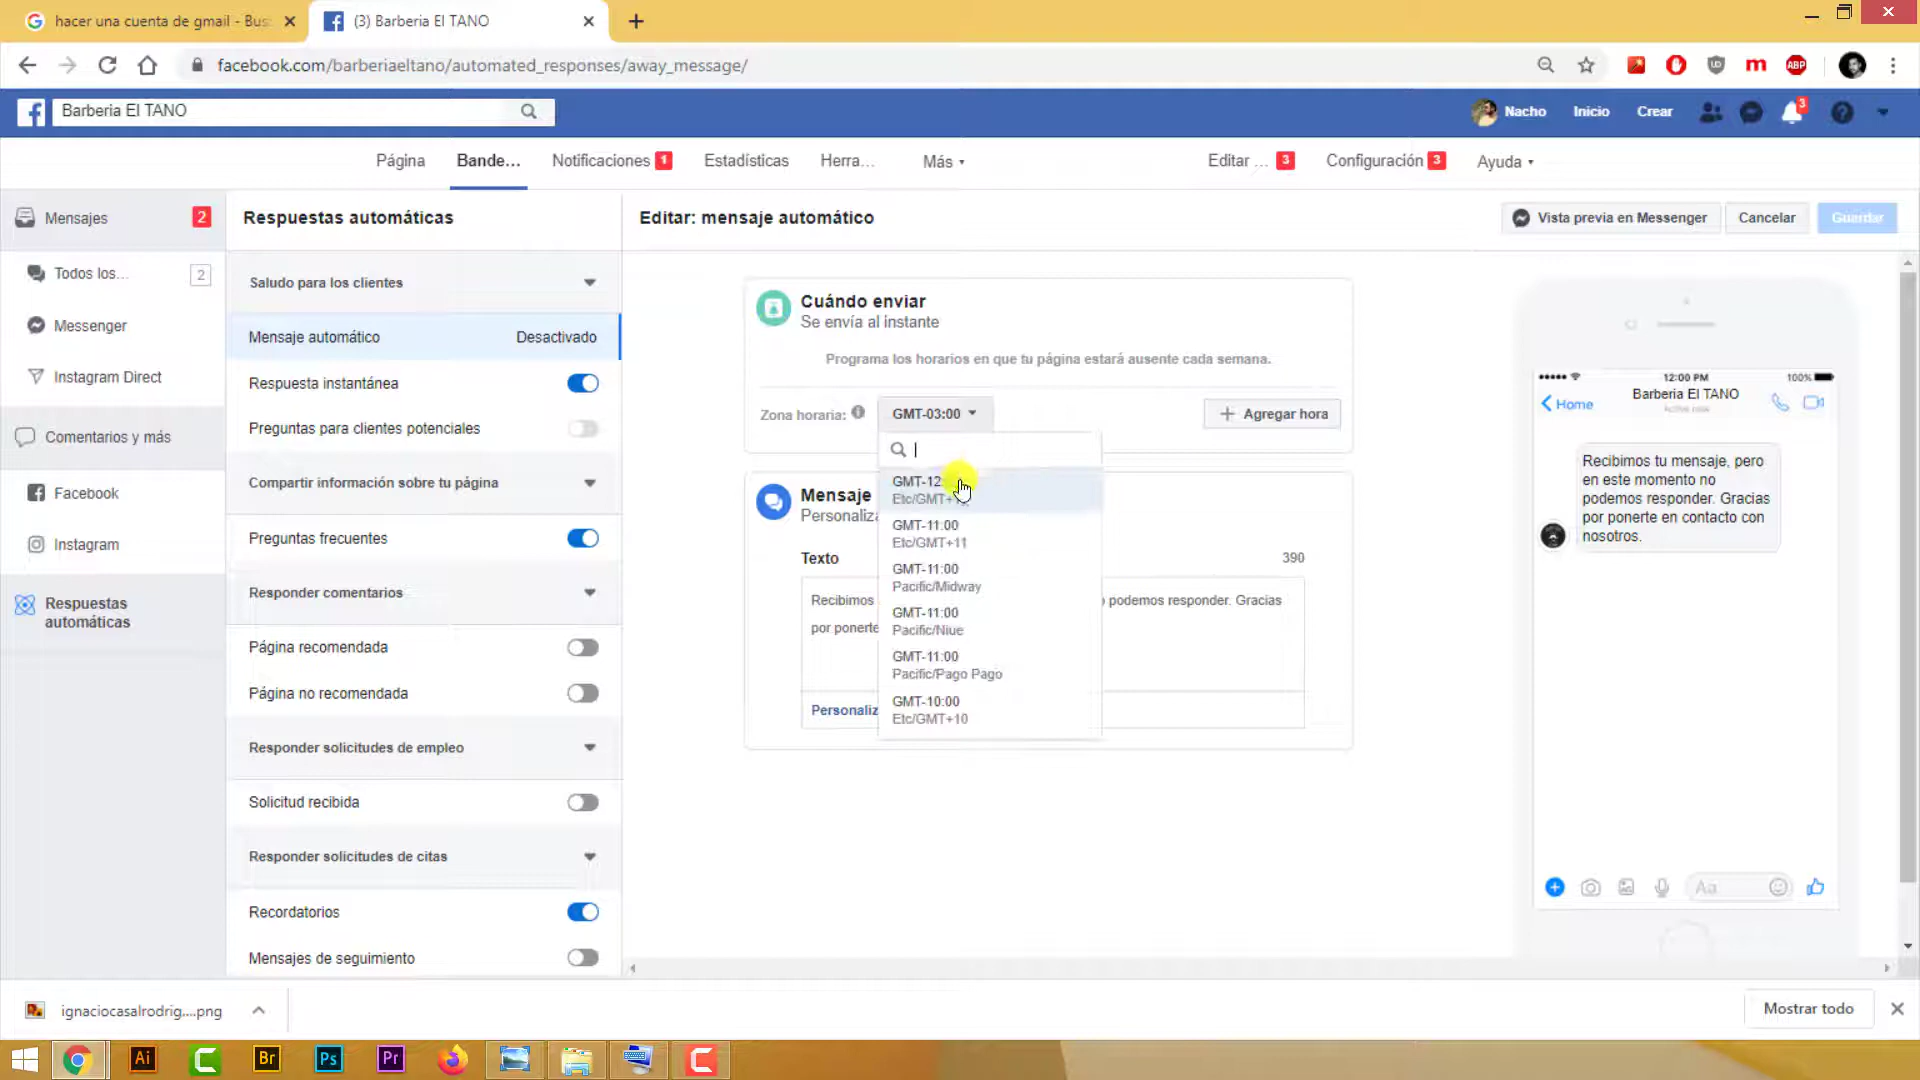 hacer una cuenta de gmail - Bus
(3) Barberia El TANO
facebook.com/barberiaeltano/automated_responses/away_message/
Barberia El TANO
Nacho
Inicio
Crear
3
Página
Bande...
Notificaciones 1
Estadísticas
Herra...
Más
Editar ... 3
Configuración 3
Ayuda
Mensajes 2
Todos los... 2
Messenger
Instagram Direct
Comentarios y más
Facebook
Instagram
Respuestas
automáticas
Respuestas automáticas
Saludo para los clientes
Mensaje automático Desactivado
Respuesta instantánea
Preguntas para clientes potenciales
Compartir información sobre tu página
Preguntas frecuentes
Responder comentarios
Página recomendada
Página no recomendada
Responder solicitudes de empleo
Solicitud recibida
Responder solicitudes de citas
Recordatorios
Mensajes de seguimiento
Editar: mensaje automático
Vista previa en Messenger
Cancelar
Guardar
Cuándo enviar
Se envía al instante
Programa los horarios en que tu página estará ausente cada semana.
Zona horaria:
GMT-03:00
Agregar hora
GMT-12
Etc/GMT+
GMT-11:00
Etc/GMT+11
GMT-11:00
Pacific/Midway
GMT-11:00
Pacific/Niue
GMT-11:00
Pacific/Pago Pago
GMT-10:00
Etc/GMT+10
Mensaje
Personaliza
Texto 390
Recibimos podemos responder. Gracias
por ponerte
Personaliz
12:00 PM
100%
Home
Barberia El TANO
Recibimos tu mensaje, pero
en este momento no
podemos responder. Gracias
por ponerte en contacto con
nosotros.
Aa
ignaciocasalrodrig....png
Mostrar todo
Ai
Br
Ps
Pr